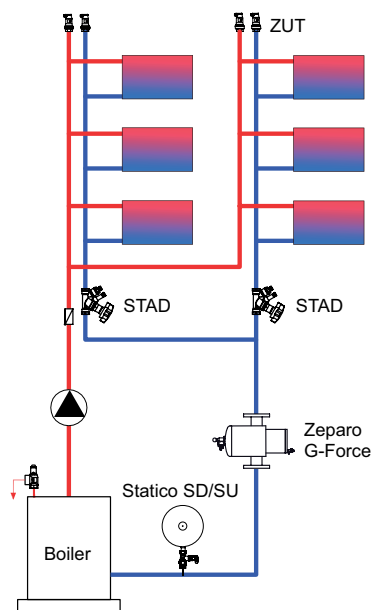 ZUT
STAD
STAD
Zeparo
G-Force
Statico SD/SU
Boiler